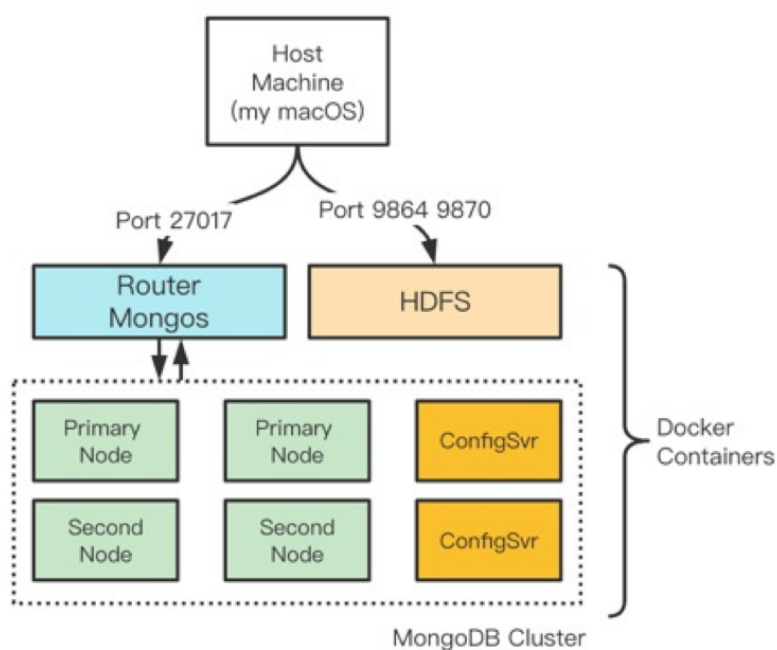 Host
Machine
(my macOS)
Port 27017
Port 9864 9870
Router
Mongos
HDFS
Primary
Node
Primary
Node
ConfigSvr
Second
Node
Second
Node
ConfigSvr
Docker
Containers
MongoDB Cluster